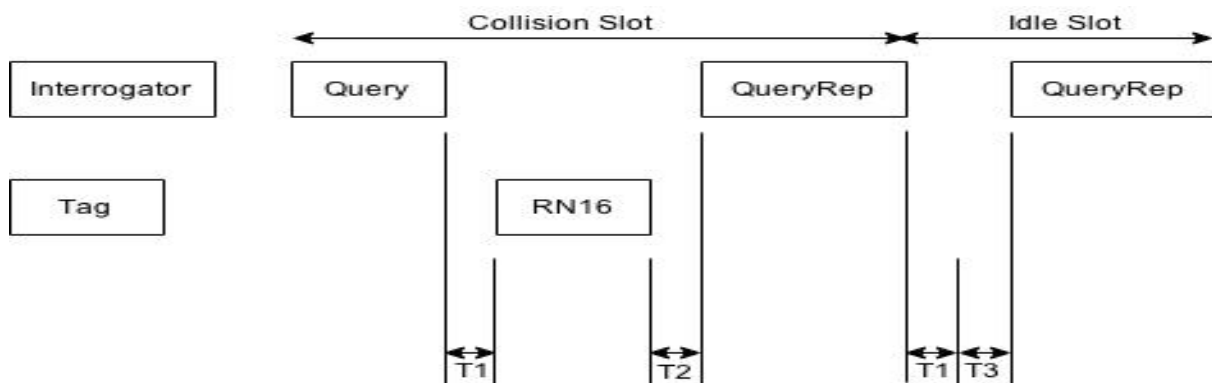 Collision Slot
Idle Slot
Interrogator
Query
QueryRep
QueryRep
Tag
RN16
T1
T2
T1
T3